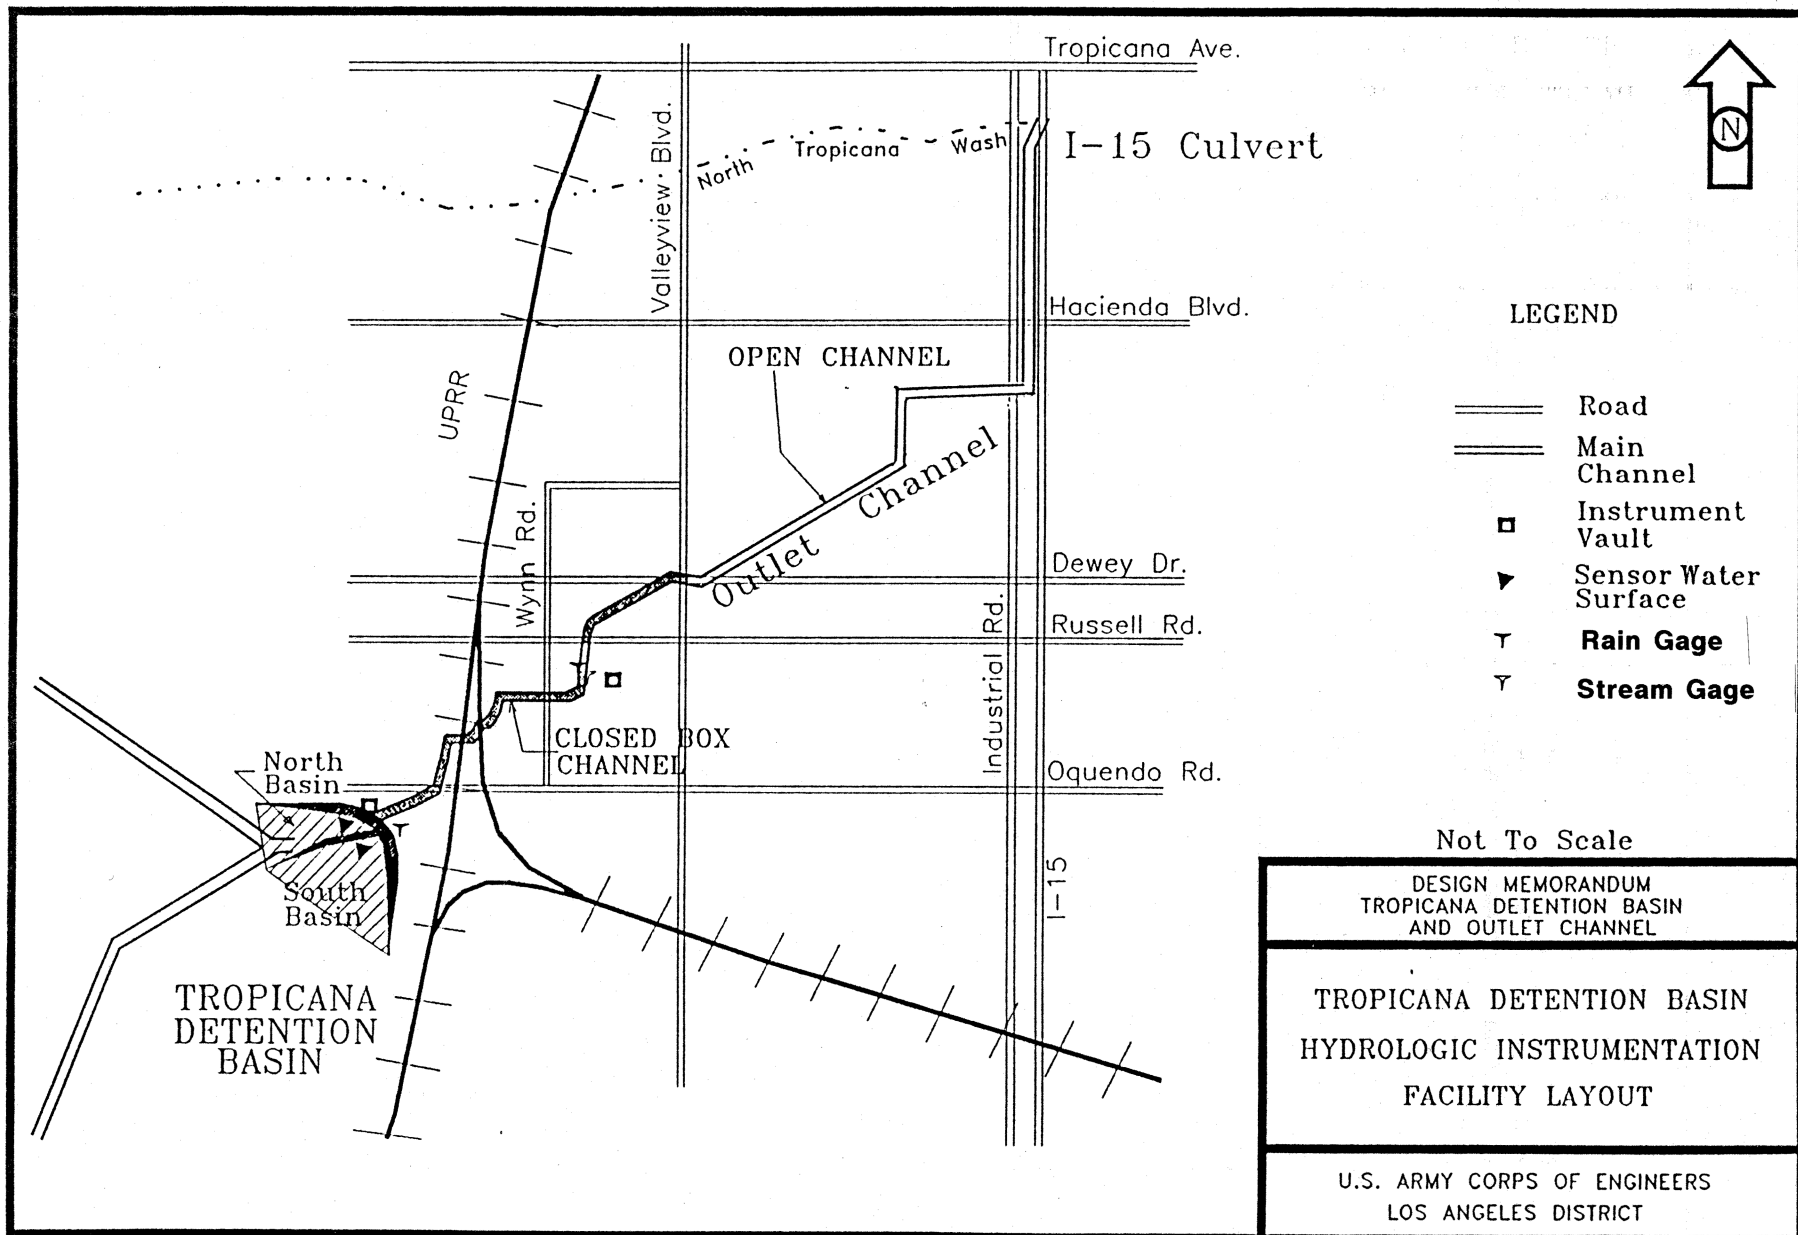 Tropicana Ave.
N
I-15 Culvert
North Tropicana Wash
Valleyview Blvd.
Hacienda Blvd.
LEGEND
OPEN CHANNEL
UPRR
Road
Main
Channel
Outlet Channel
Instrument
Vault
Wynn Rd.
Dewey Dr.
Sensor Water
Surface
Russell Rd.
Rain Gage
Stream Gage
Industrial Rd.
CLOSED BOX
CHANNEL
North
Basin
Oquendo Rd.
Not To Scale
South
Basin
I-15
DESIGN MEMORANDUM
TROPICANA DETENTION BASIN
AND OUTLET CHANNEL
TROPICANA
DETENTION
BASIN
TROPICANA DETENTION BASIN
HYDROLOGIC INSTRUMENTATION
FACILITY LAYOUT
U.S. ARMY CORPS OF ENGINEERS
LOS ANGELES DISTRICT